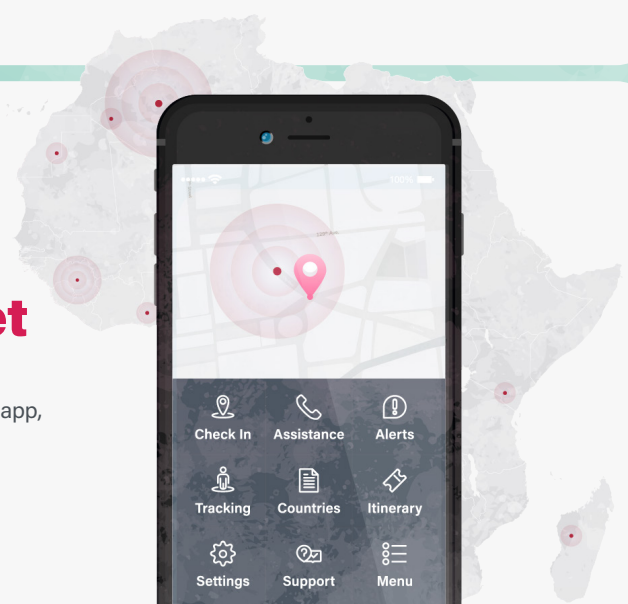 100%
et
app,
Check In Assistance Alerts
Tracking Countries Itinerary
Settings Support Menu